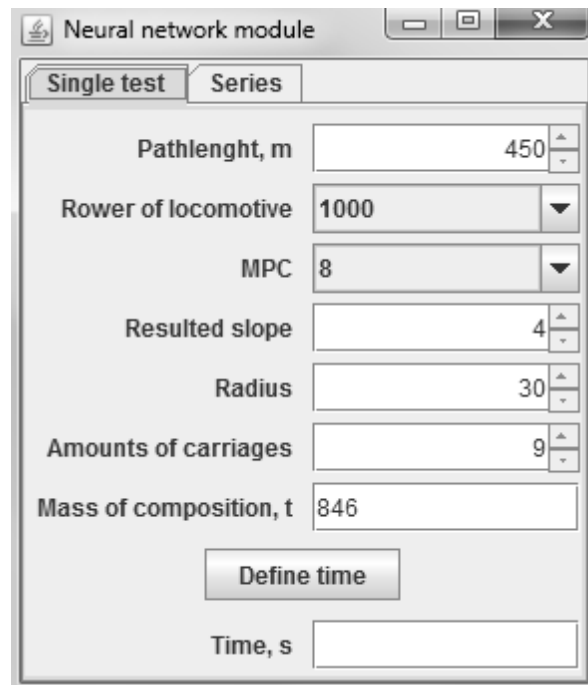 Neural network module
Single test Series
Pathlenght, m 450
Rower of locomotive 1000
MPC 8
Resulted slope 4
Radius 30
Amounts of carriages 9
Mass of composition, t 846
Define time
Time, s